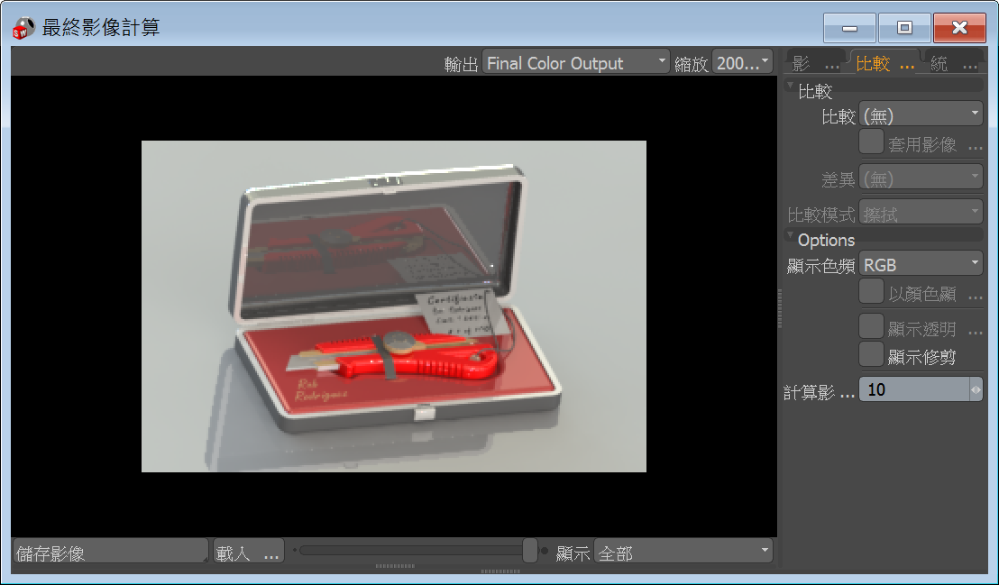 最終影像計算
輸出 Final Color Output 縮放 200...
影 ... 比較 ... 統 ...
比較
比較 (無)
套用影像 ...
差異 (無)
比較模式 擦拭
Options
顯示色頻 RGB
以顏色顯 ...
顯示透明 ...
顯示修剪
計算影 ... 10
Certificate
Rob
Rodriguez
儲存影像 載入 ... 顯示 全部